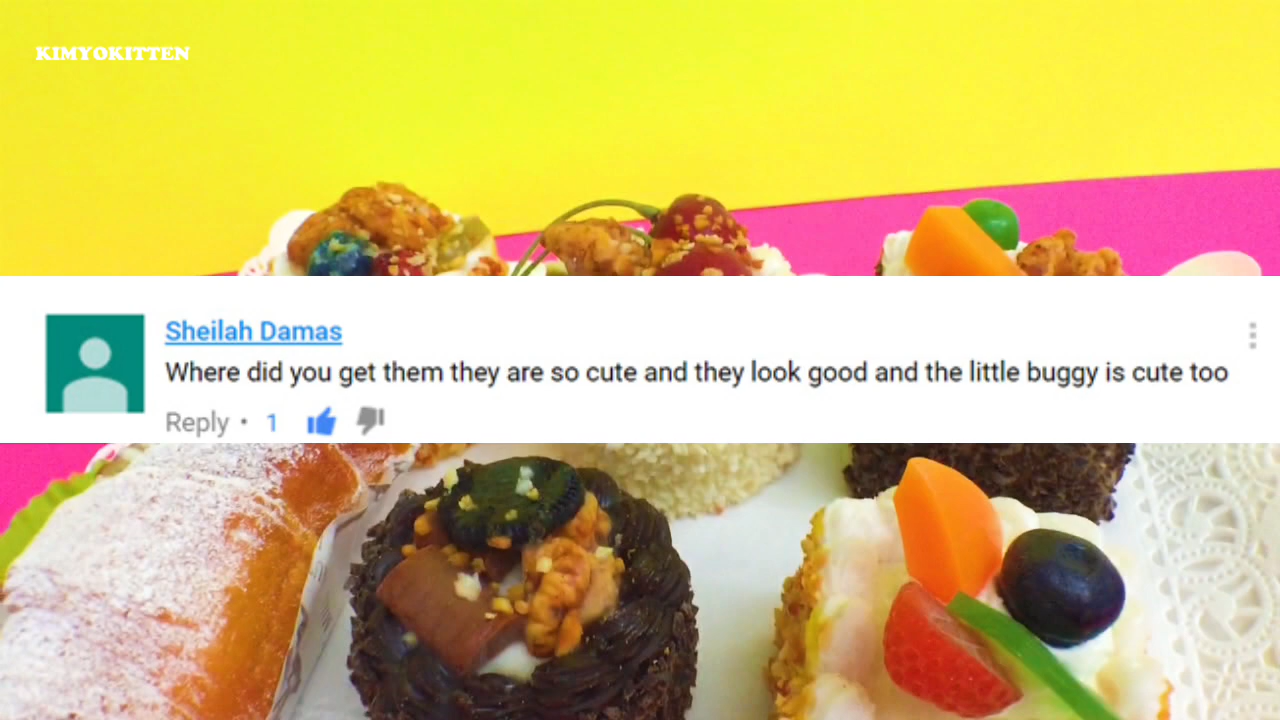 KIMYOKITTEN
Sheilah Damas
Where did you get them they are so cute and they look good and the little buggy is cute too
Reply • 1